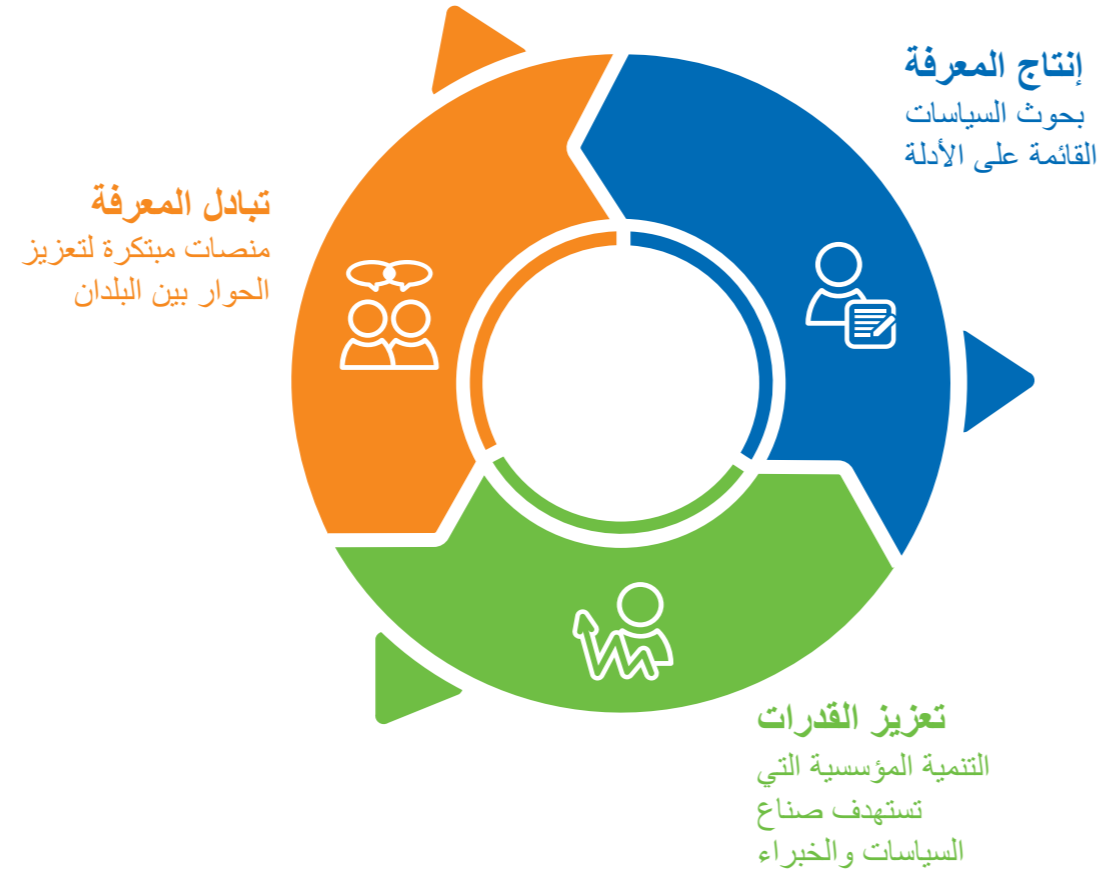 إنتاج المعرفة
بحوث السياسات
القائمة على الأدلة
تبادل المعرفة
منصات مبتكرة لتعزيز
الحوار بين البلدان
تعزيز القدرات
التنمية المؤسسية التي
تستهدف صناع
السياسات والخبراء